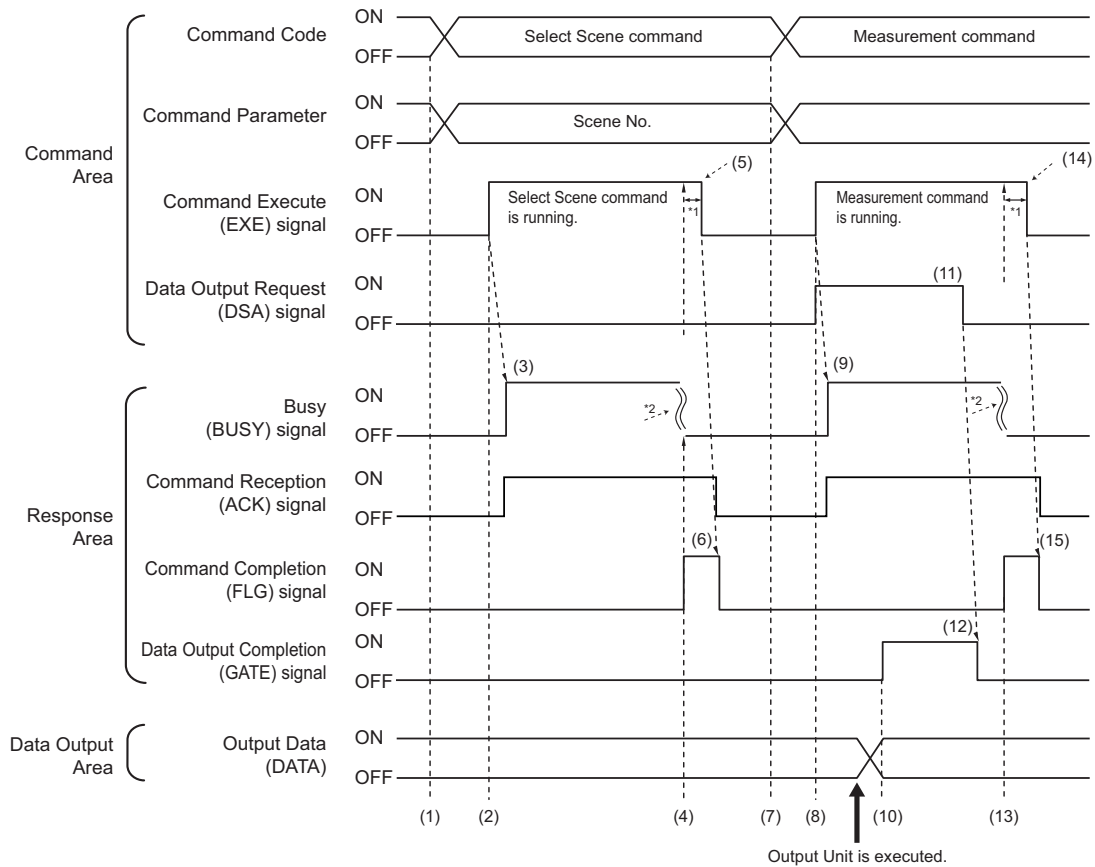 ON
Command Code
Select Scene command
Measurement command
OFF
ON
Command Parameter
Scene No.
OFF
Command
Area
(5)
(14)
ON
Command Execute
(EXE) signal
Select Scene command
is running.
*1
Measurement command
is running.
*1
OFF
ON
Data Output Request
(DSA) signal
(11)
OFF
(3)
(9)
ON
Busy
(BUSY) signal
*2
*2
OFF
ON
Command Reception
(ACK) signal
OFF
Response
Area
(6)
(15)
ON
Command Completion
(FLG) signal
OFF
ON
Data Output Completion
(GATE) signal
(12)
OFF
Data Output
Area
ON
Output Data
(DATA)
OFF
(1) (2) (4) (7) (8) (10) (13)
Output Unit is executed.